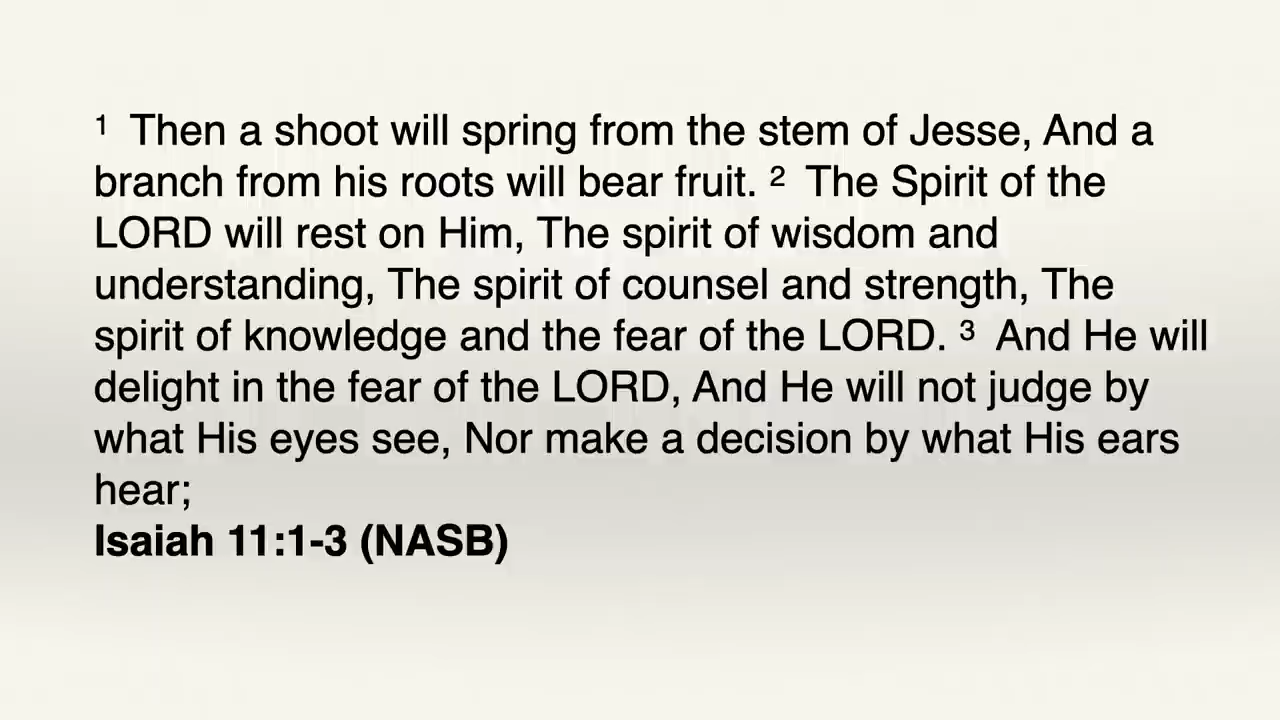 ¹ Then a shoot will spring from the stem of Jesse, And a
branch from his roots will bear fruit. ² The Spirit of the
LORD will rest on Him, The spirit of wisdom and
understanding, The spirit of counsel and strength, The
spirit of knowledge and the fear of the LORD. ³ And He will
delight in the fear of the LORD, And He will not judge by
what His eyes see, Nor make a decision by what His ears
hear;
Isaiah 11:1-3 (NASB)